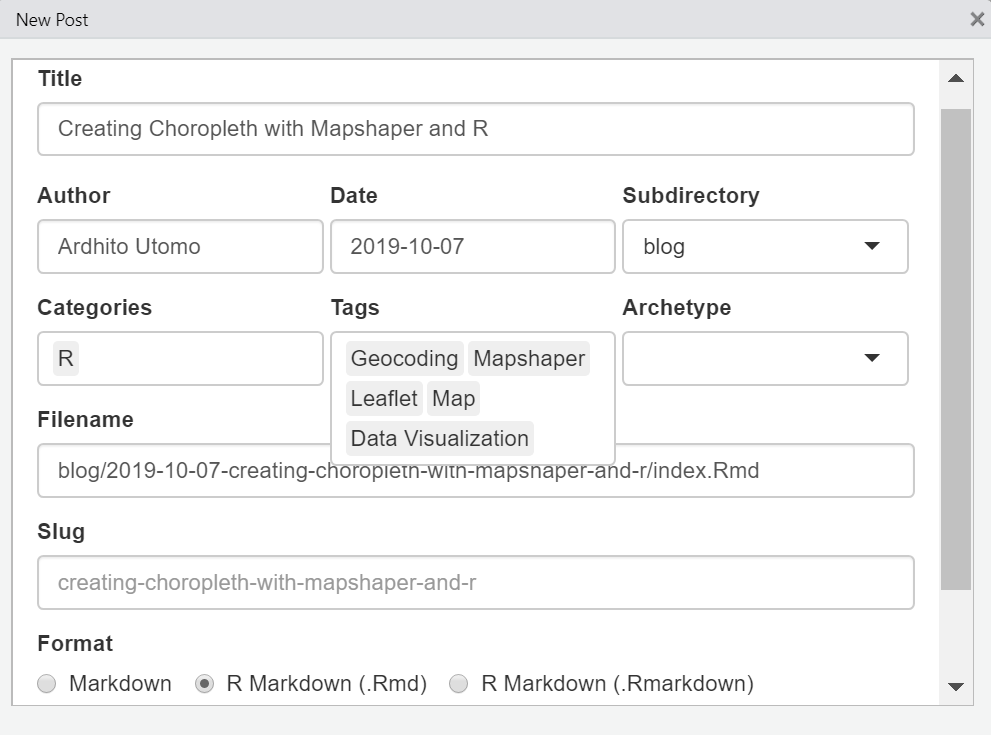 New Post
Title
Creating Choropleth with Mapshaper and R
Author Date Subdirectory
Ardhito Utomo 2019-10-07 blog
Categories Tags Archetype
R Geocoding Mapshaper
Leaflet Map
Data Visualization
Filename
blog/2019-10-07-creating-choropleth-with-mapshaper-and-r/index.Rmd
Slug
creating-choropleth-with-mapshaper-and-r
Format
Markdown R Markdown (.Rmd) R Markdown (.Rmarkdown)